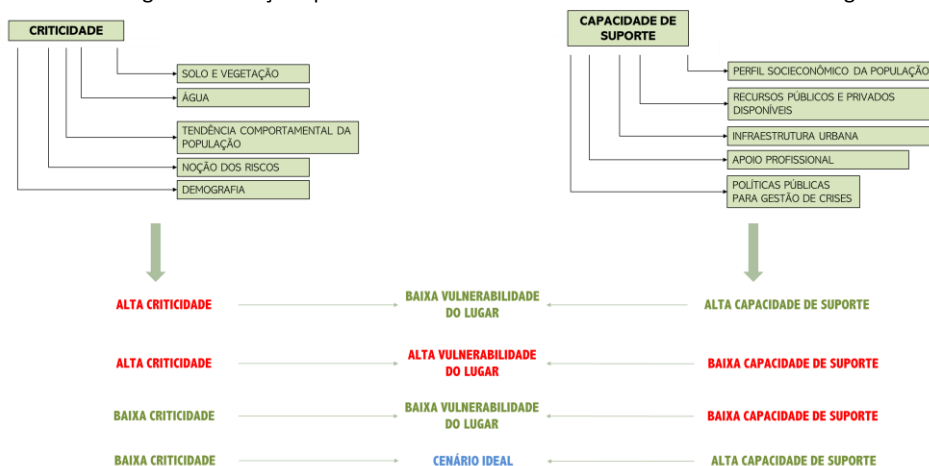 CRITICIDADE
SOLO E VEGETAÇÃO
ÁGUA
TENDÊNCIA COMPORTAMENTAL DA
POPULAÇÃO
NOÇÃO DOS RISCOS
DEMOGRAFIA
CAPACIDADE DE
SUPORTE
PERFIL SOCIECONÔMICO DA POPULAÇÃO
RECURSOS PÚBLICOS E PRIVADOS
DISPONÍVEIS
INFRAESTRUTURA URBANA
APOIO PROFISSIONAL
POLÍTICAS PÚBLICAS
PARA GESTÃO DE CRISES
ALTA CRITICIDADE
BAIXA VULNERABILIDADE
DO LUGAR
ALTA CAPACIDADE DE SUPORTE
ALTA CRITICIDADE
ALTA VULNERABILIDADE
DO LUGAR
BAIXA CAPACIDADE DE SUPORTE
BAIXA CRITICIDADE
BAIXA VULNERABILIDADE
DO LUGAR
BAIXA CAPACIDADE DE SUPORTE
BAIXA CRITICIDADE
CENÁRIO IDEAL
ALTA CAPACIDADE DE SUPORTE